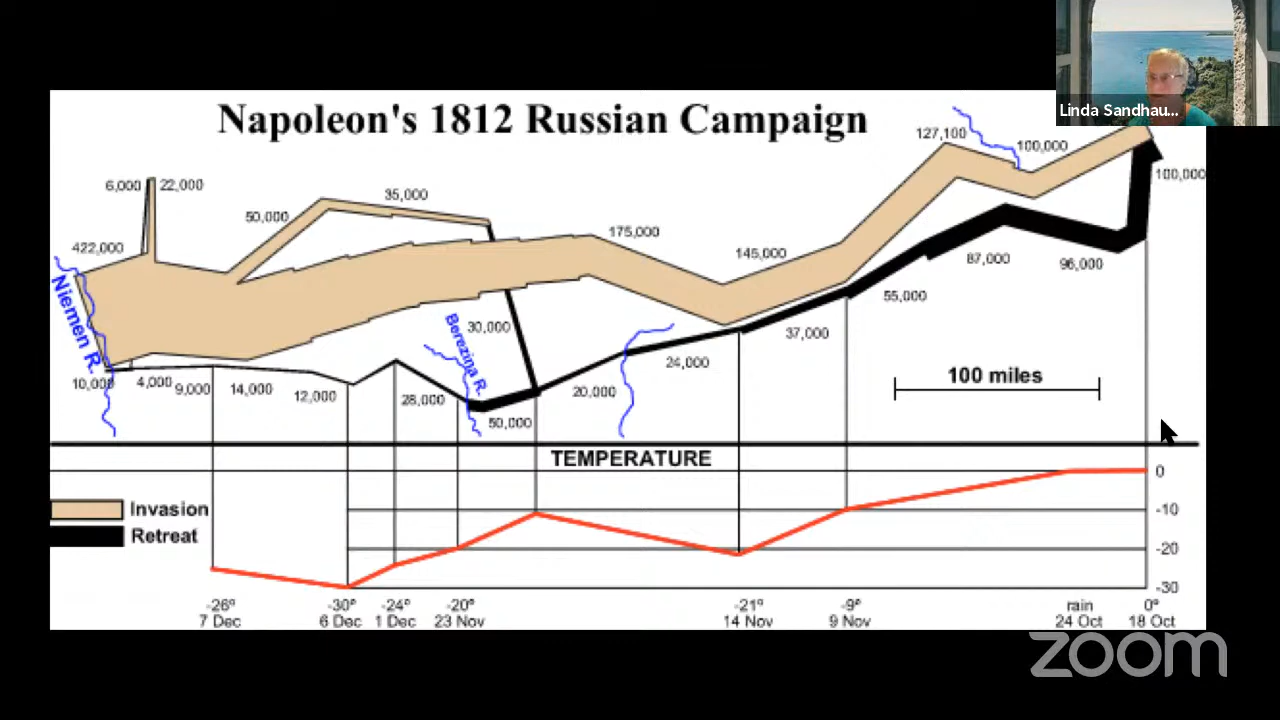 Linda Sandhau...
Napoleon's 1812 Russian Campaign
127,100
100,000
100,000
6,000
22,000
35,000
50,000
175,000
422,000
145,000
87,000
96,000
Niemen R.
55,000
Berezina R.
30,000
37,000
24,000
100 miles
10,000
4,000
9,000
14,000
12,000
28,000
20,000
50,000
TEMPERATURE
0
Invasion
-10
Retreat
-20
-30
-26° -30° -24° -20° -21° -9° rain 0°
7 Dec 6 Dec 1 Dec 23 Nov 14 Nov 9 Nov 24 Oct 18 Oct
zoom